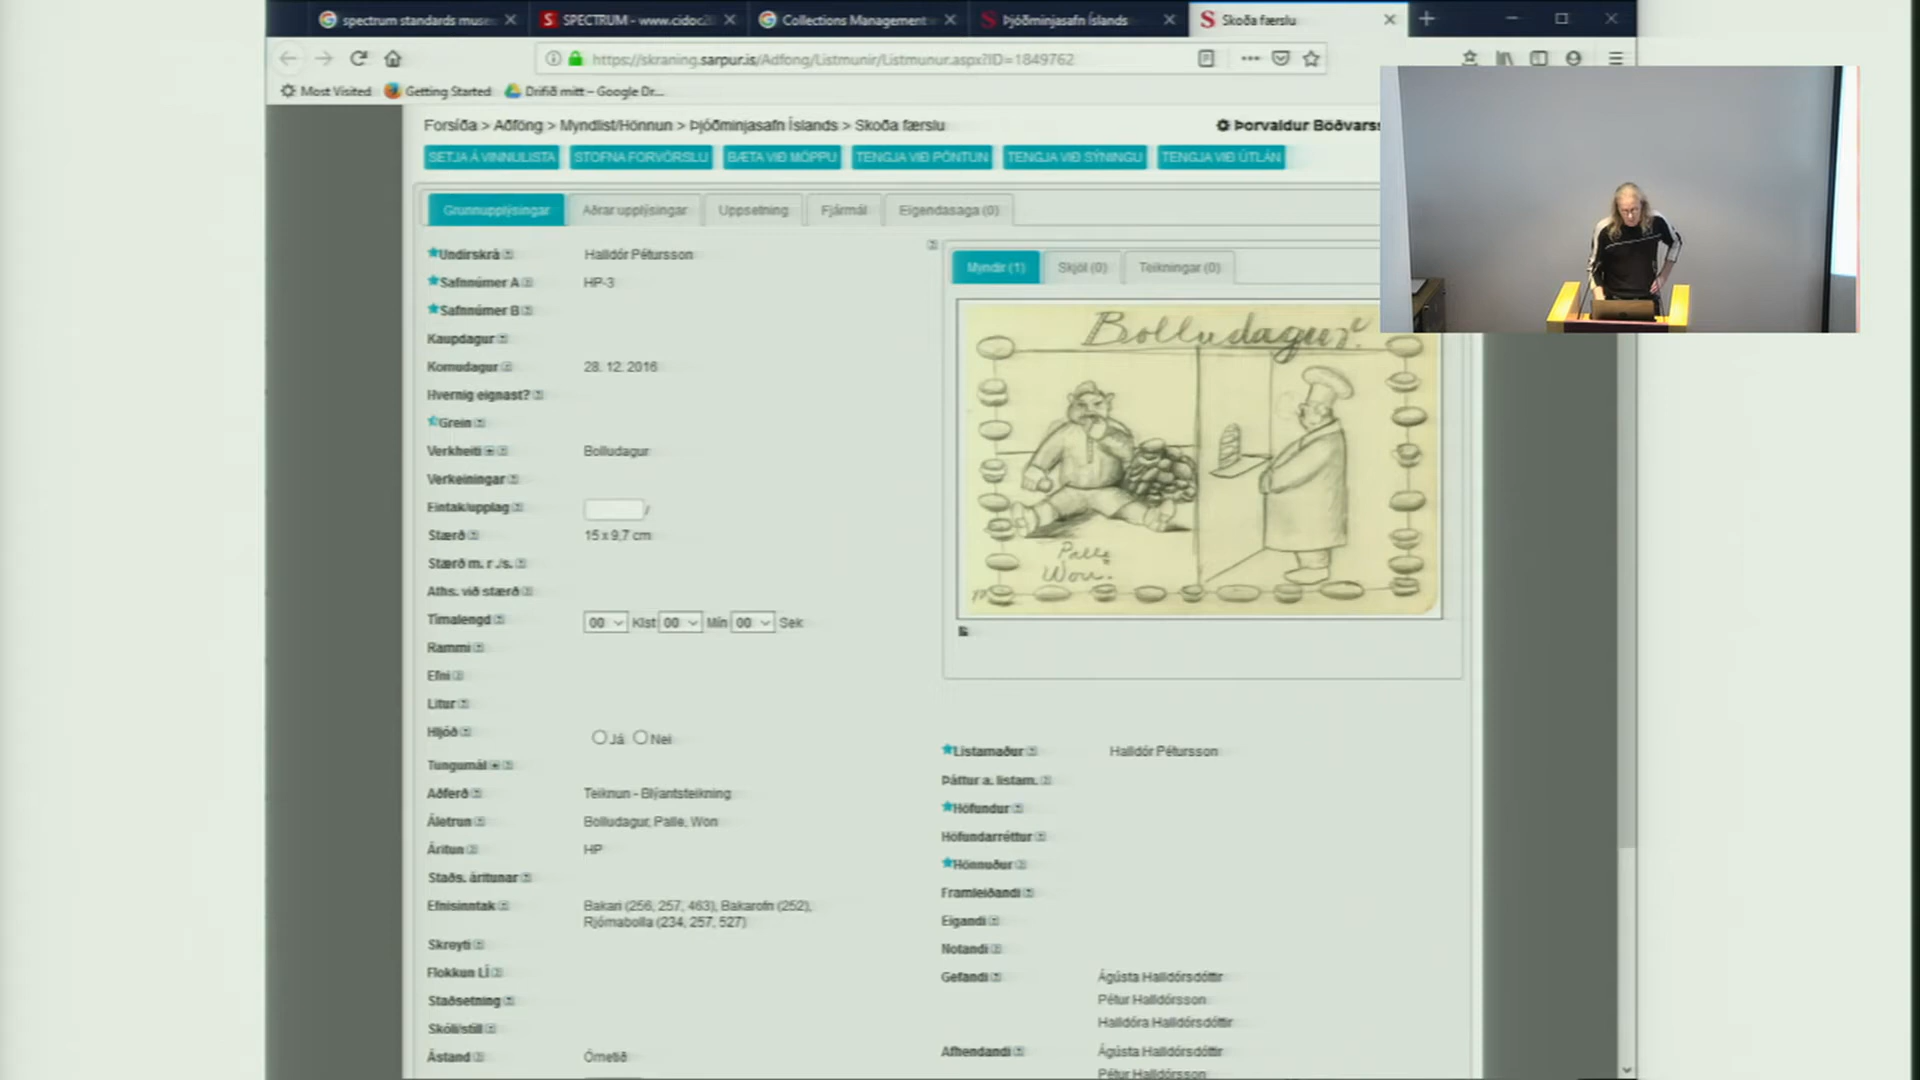 spectrum standards muse
SPECTRUM - www.cidoc
Collections Management
Þjóðminjasafn Íslands
Skoða færslu
https://skraning.sarpur.is/Adfong/Listmunir/Listmunur.aspx?ID=1849762
Most Visited
Getting Started
Drifið mitt – Google Dr...
Forsíða > Aðföng > Myndlist/Hönnun > Þjóðminjasafn Íslands > Skoða færslu
Þorvaldur Böðvars
SETJA Á VINNULISTA
STOFNA FORVÖRSLU
BÆTA VIÐ MÖPPU
TENGJA VIÐ PÖNTUN
TENGJA VIÐ SÝNINGU
TENGJA VIÐ ÚTLÁN
Grunnupplýsingar
Aðrar upplýsingar
Uppsetning
Fjármál
Eigendasaga (0)
Undirskrá Halldór Pétursson
Safnnúmer A HP-3
Safnnúmer B
Kaupdagur
Komudagur 28. 12. 2016
Hvernig eignast?
Grein
Verkheiti Bolludagur
Verkeiningar
Eintak/upplag /
Stærð 15 x 9,7 cm
Stærð m. r ./s.
Aths. við stærð
Tímalengd 00 Klst 00 Mín 00 Sek
Rammi
Efni
Litur
Hljóð Já Nei
Tungumál
Aðferð Teiknun - Blýantsteikning
Áletrun Bolludagur, Palle, Won
Áritun HP
Staðs. áritunar
Efnisinntak Bakari (256, 257, 463), Bakarofn (252),
Rjómabolla (234, 257, 527)
Skreyti
Flokkun LÍ
Staðsetning
Skóli/stíll
Ástand Ómetið
Myndir (1)
Skjöl (0)
Teikningar (0)
Bolludagur.
Palle
Won.
Listamaður Halldór Pétursson
Þáttur a. listam.
Höfundur
Höfundarréttur
Hönnuður
Framleiðandi
Eigandi
Notandi
Gefandi Ágústa Halldórsdóttir
Pétur Halldórsson
Halldóra Halldórsdóttir
Afhendandi Ágústa Halldórsdóttir
Pétur Halldórsson